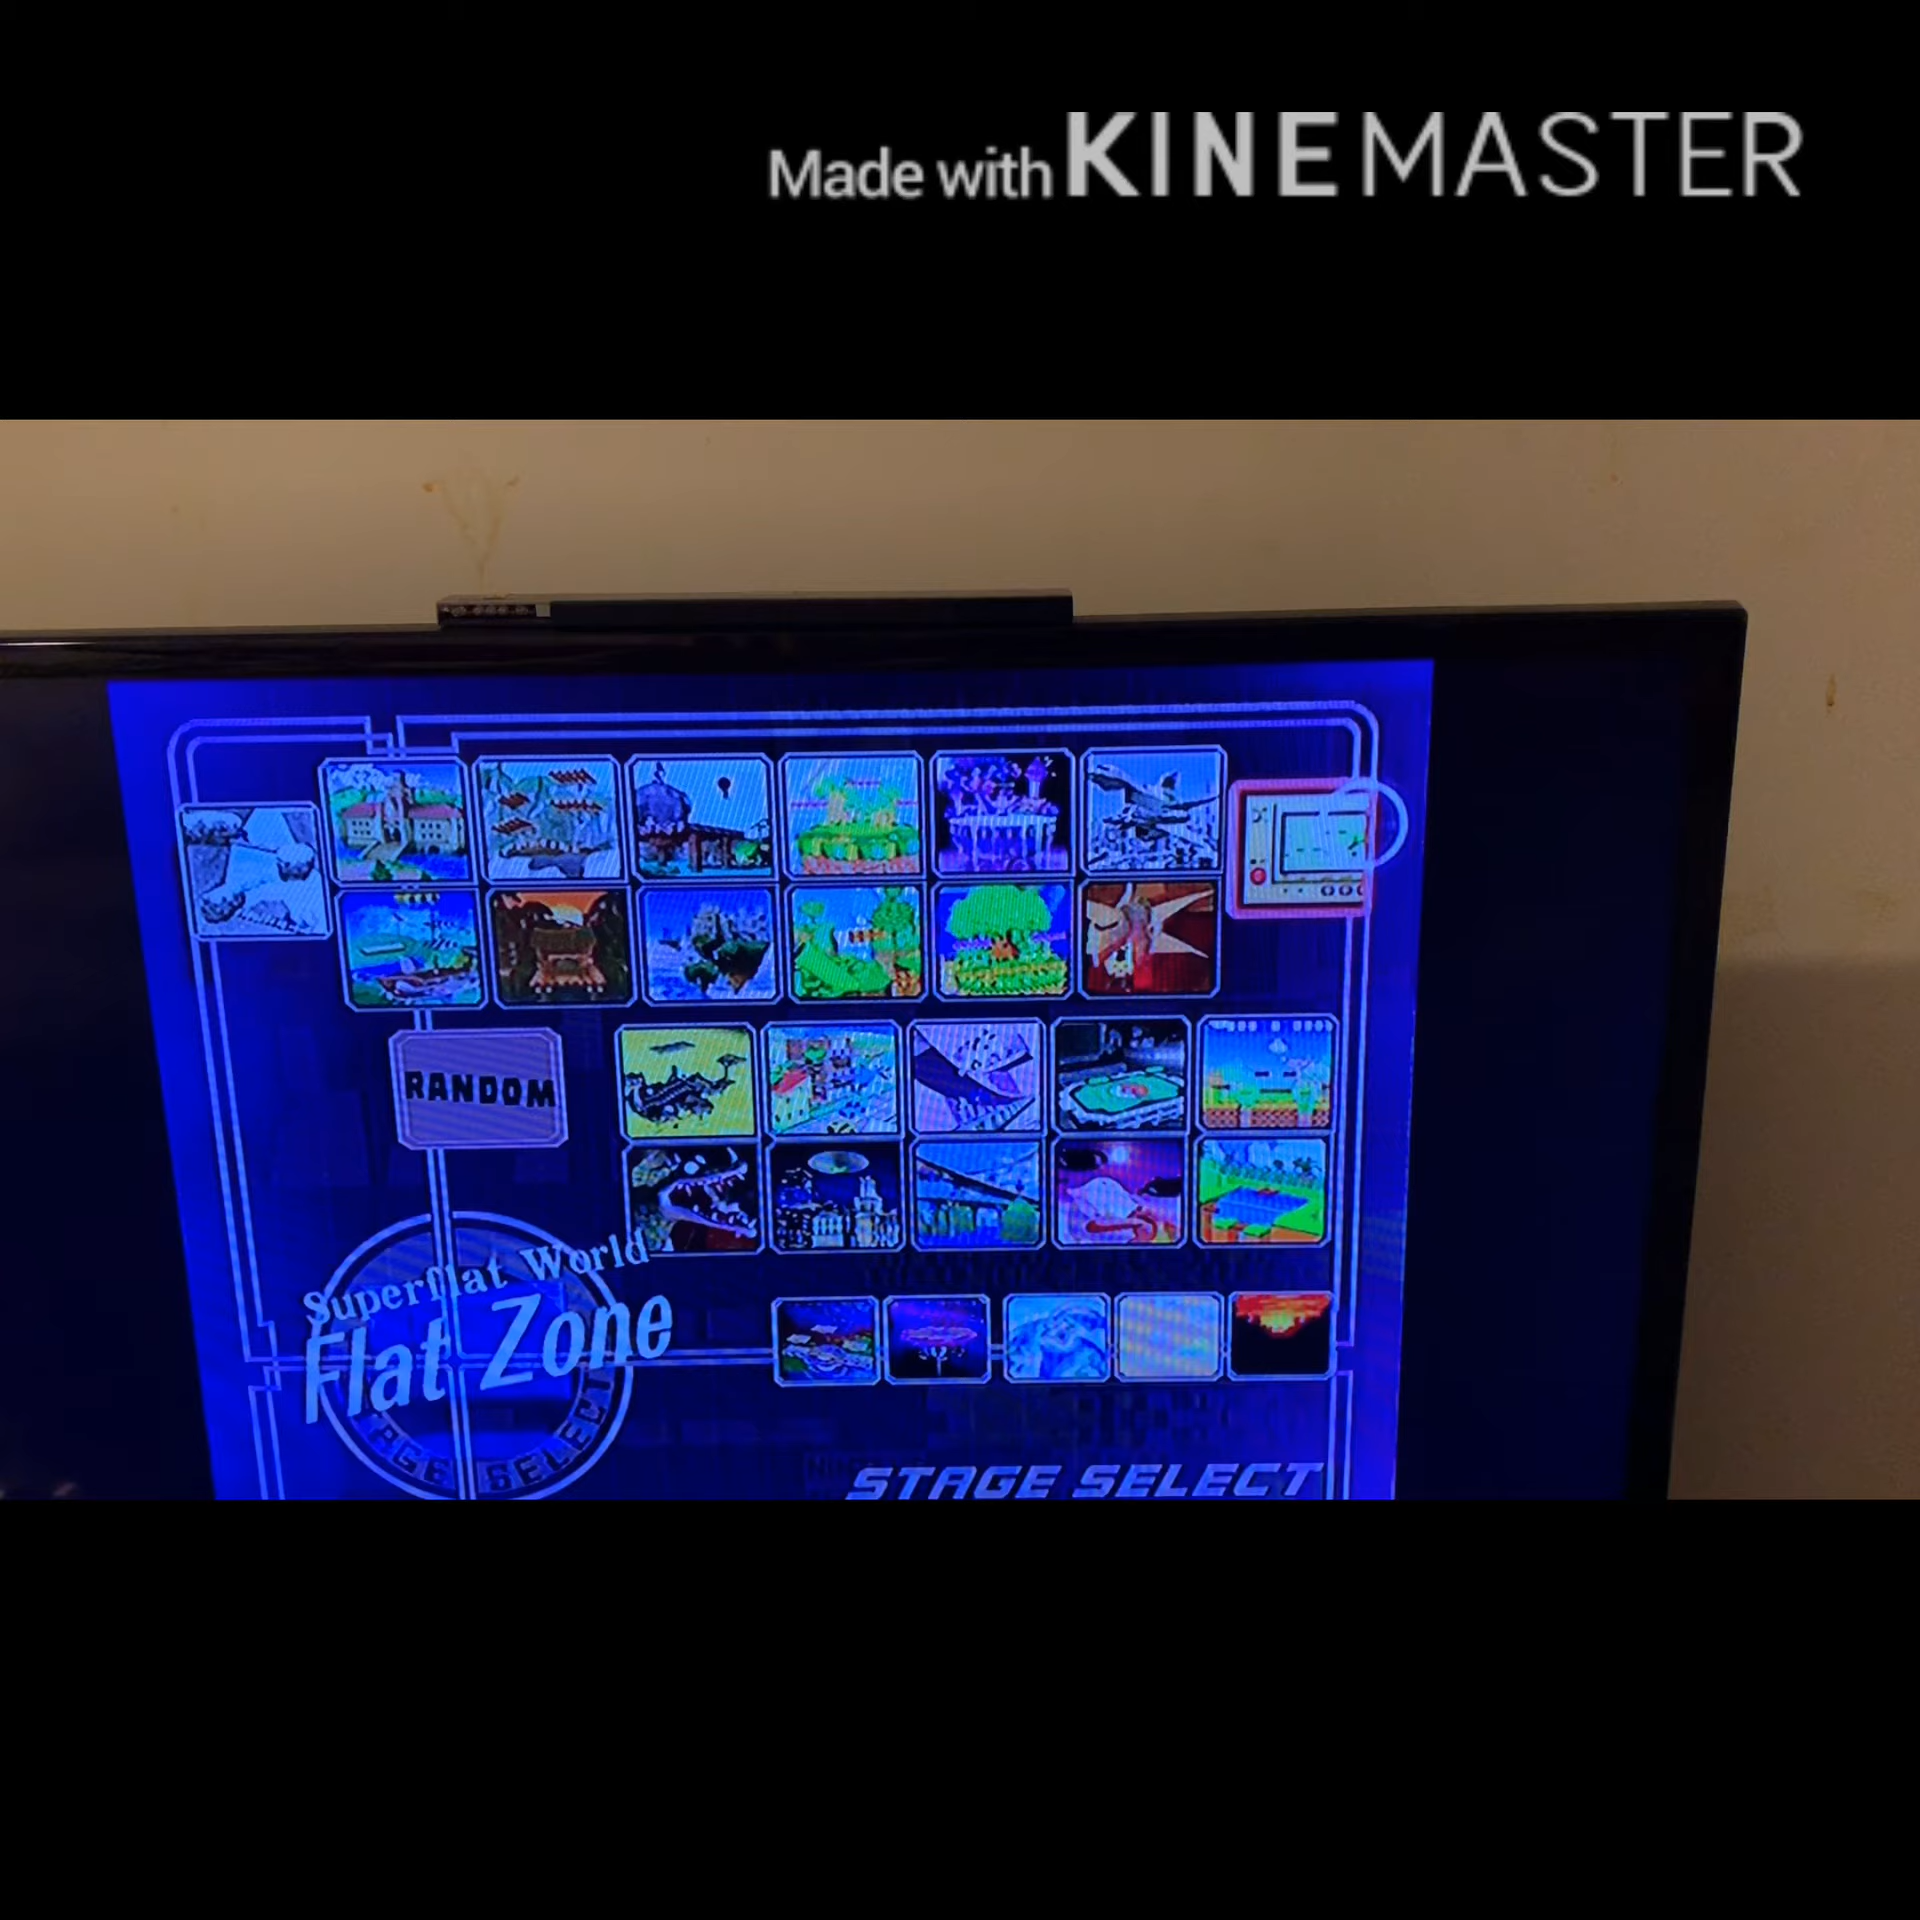 Made with KINEMASTER
RANDOM
Superflat World
Flat Zone
STAGE SELECT